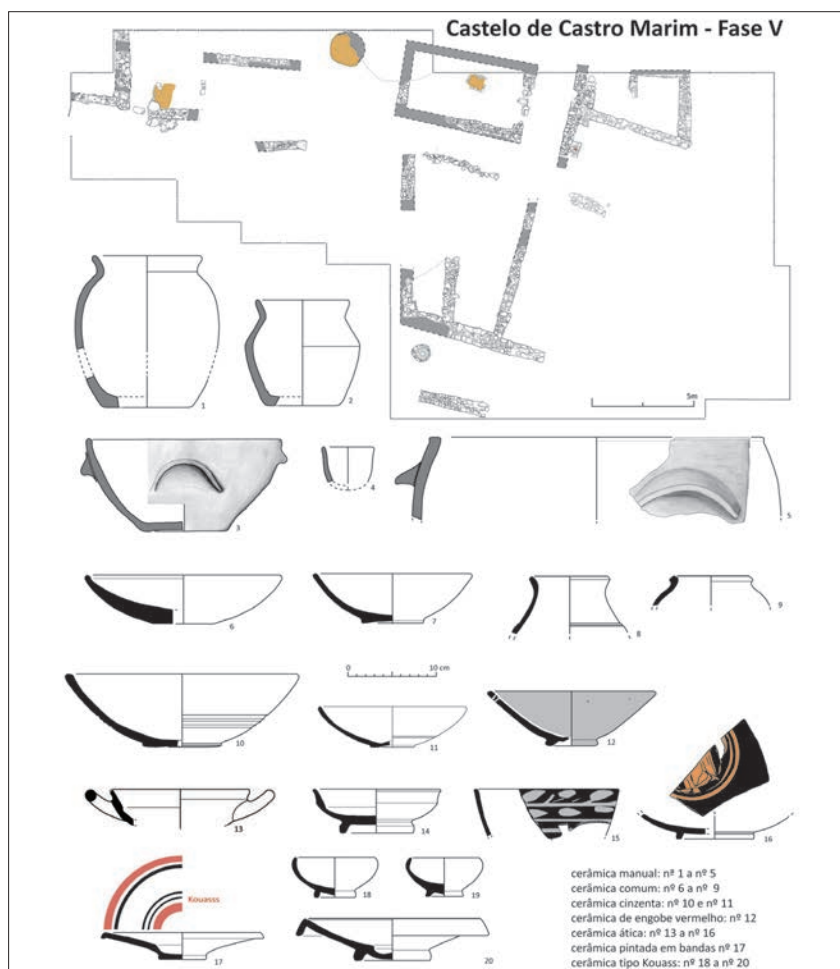 Castelo de Castro Marim - Fase V
5m
1
2
3
4
5
6
7
8
9
0 10 cm
10
11
12
13
14
15
16
Kouasss
17
18
19
20
cerâmica manual: nº 1 a nº 5
cerâmica comum: nº 6 a nº 9
cerâmica cinzenta: nº 10 e nº 11
cerâmica de engobe vermelho: nº 12
cerâmica ática: nº 13 a nº 16
cerâmica pintada em bandas nº 17
cerâmica tipo Kouass: nº 18 a nº 20